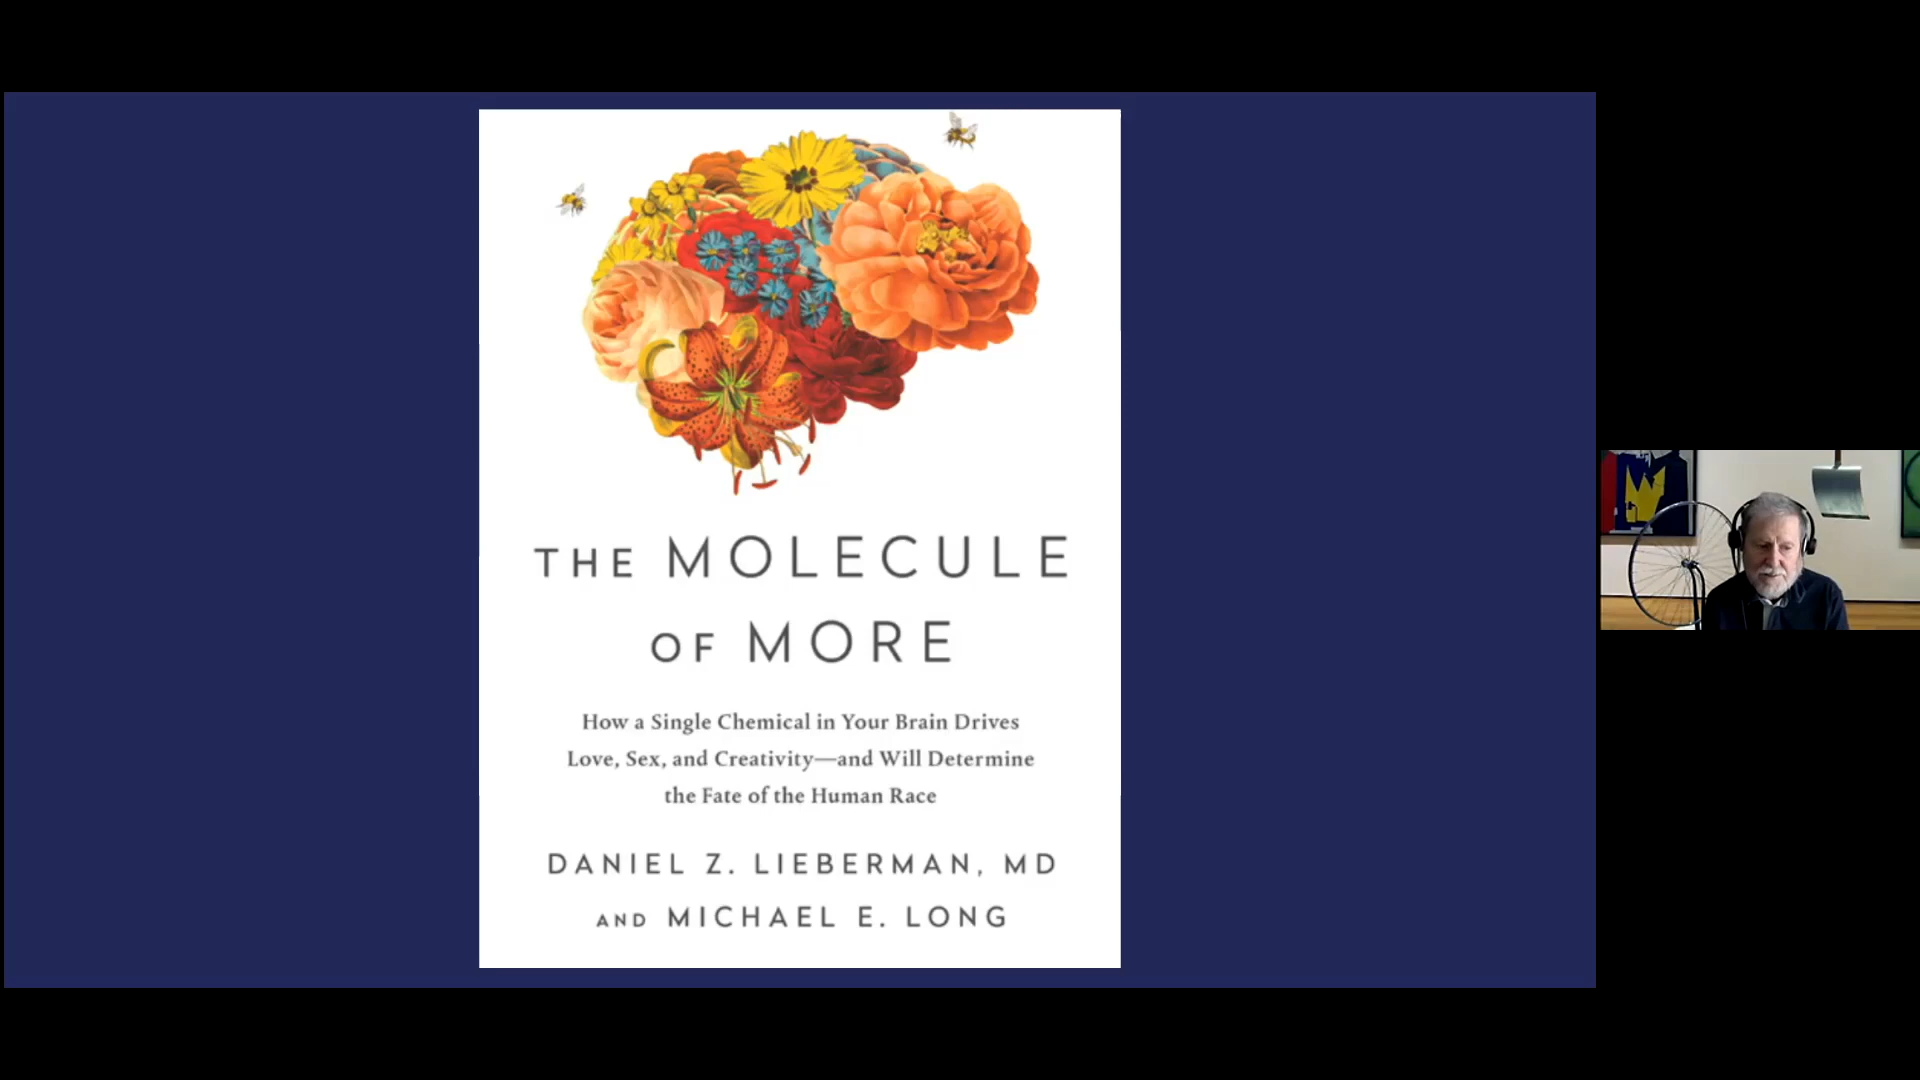 THE MOLECULE
OF MORE
How a Single Chemical in Your Brain Drives
Love, Sex, and Creativity—and Will Determine
the Fate of the Human Race
DANIEL Z. LIEBERMAN, MD
AND MICHAEL E. LONG